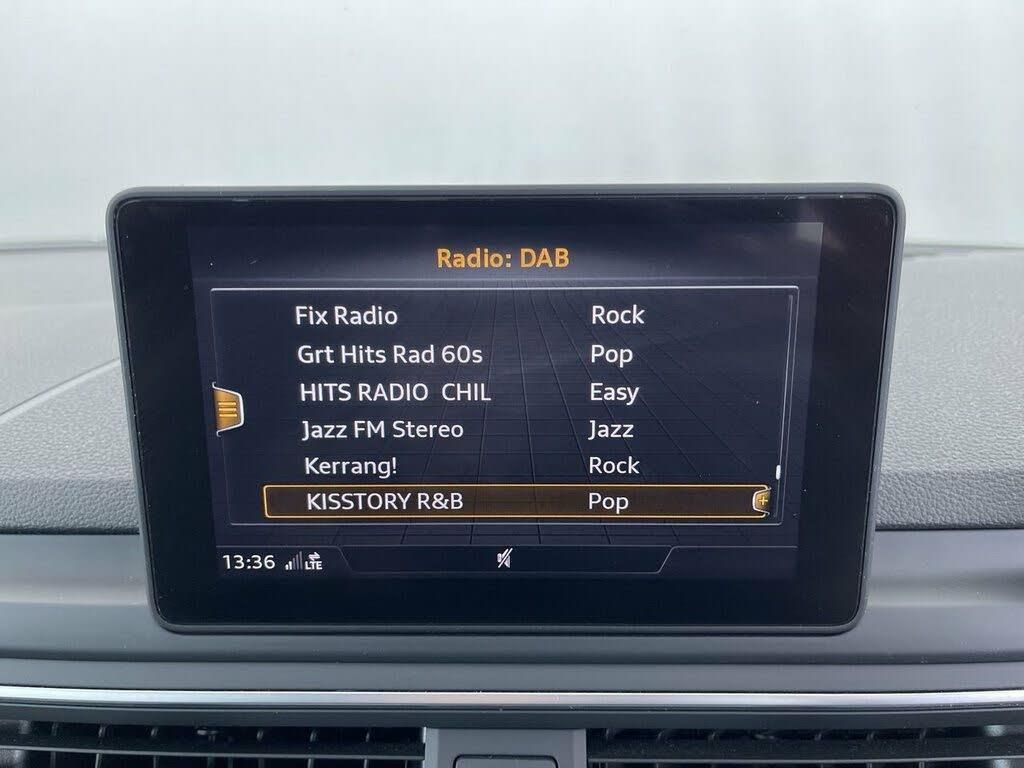 Radio: DAB
Fix Radio Rock
Grt Hits Rad 60s Pop
HITS RADIO CHIL Easy
Jazz FM Stereo Jazz
Kerrang! Rock
KISSTORY R&B Pop
13:36 LTE